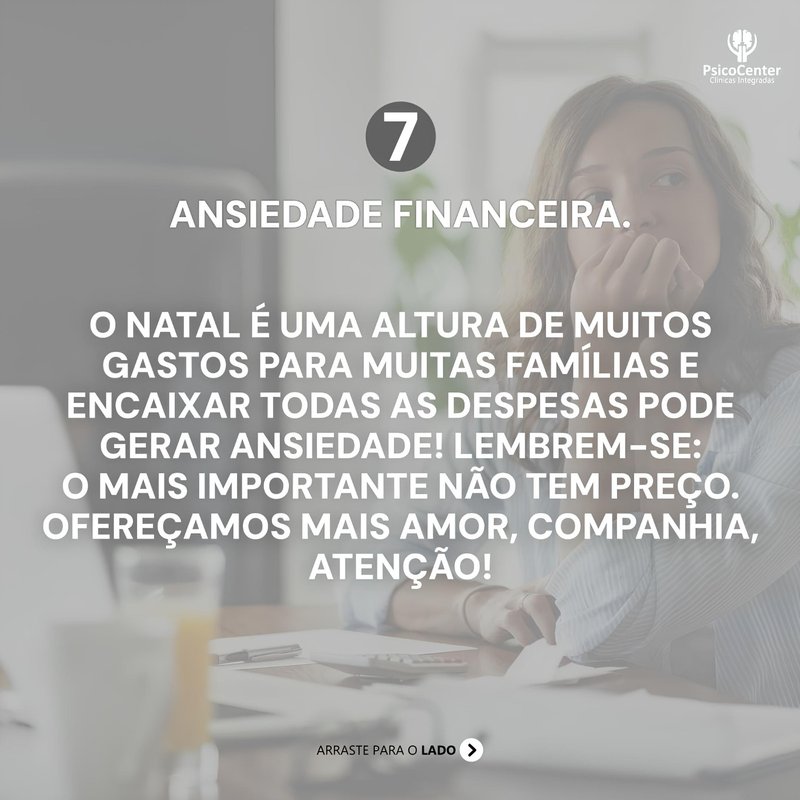 PsicoCenter
Clínicas Integradas
7
ANSIEDADE FINANCEIRA.
O NATAL É UMA ALTURA DE MUITOS
GASTOS PARA MUITAS FAMÍLIAS E
ENCAIXAR TODAS AS DESPESAS PODE
GERAR ANSIEDADE! LEMBREM-SE:
O MAIS IMPORTANTE NÃO TEM PREÇO.
OFEREÇAMOS MAIS AMOR, COMPANHIA,
ATENÇÃO!
ARRASTE PARA O LADO